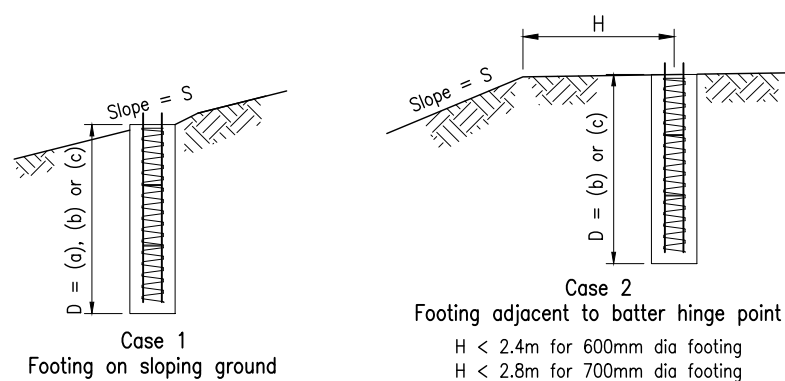 Slope = S
D = (a), (b) or (c)
Case 1
Footing on sloping ground
H
Slope = S
D = (b) or (c)
Case 2
Footing adjacent to batter hinge point
H < 2.4m for 600mm dia footing
H < 2.8m for 700mm dia footing